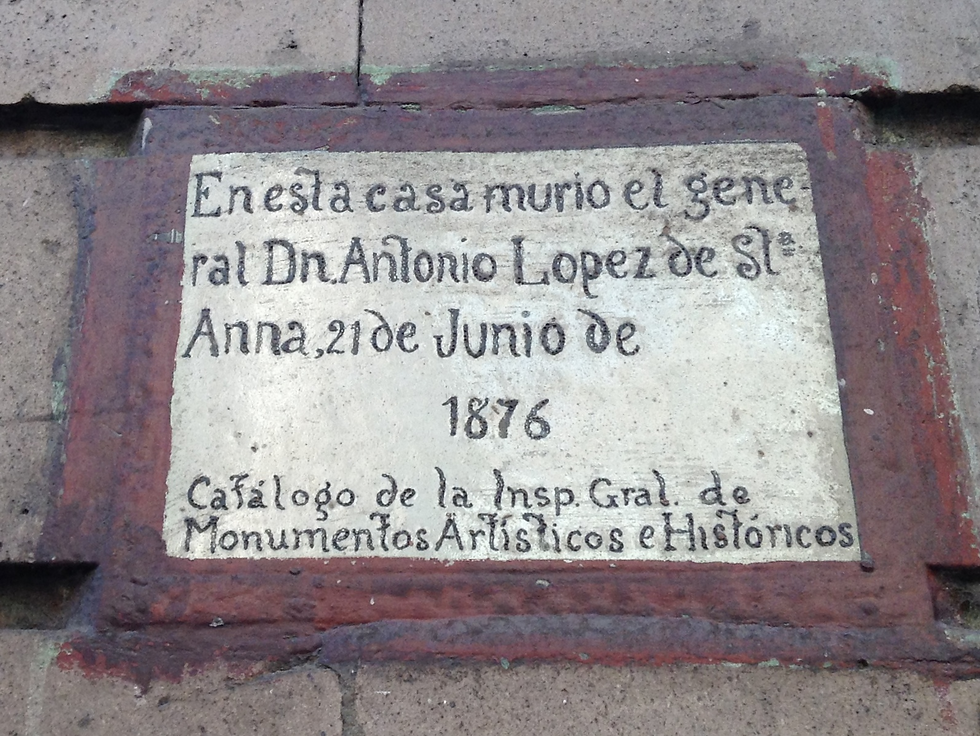 En esta casa murio el gene-
ral Dn. Antonio Lopez de Stª
Anna, 21 de Junio de
1876
Catálogo de la Insp. Gral. de
Monumentos Artísticos e Históricos